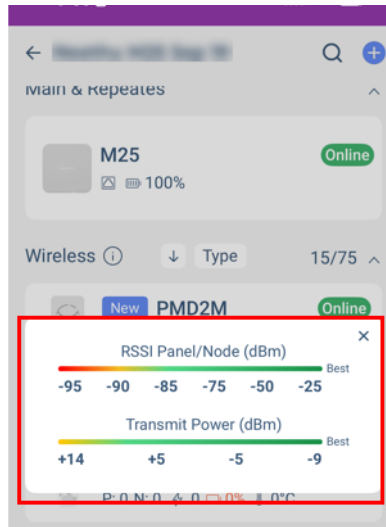 Main & Repeates
M25
Online
100%
Wireless
Type
15/75
New
PMD2M
Online
RSSI Panel/Node (dBm)
Best
-95 -90 -85 -75 -50 -25
Transmit Power (dBm)
Best
+14 +5 -5 -9
P: 0 N: 0 0 0% 0°C